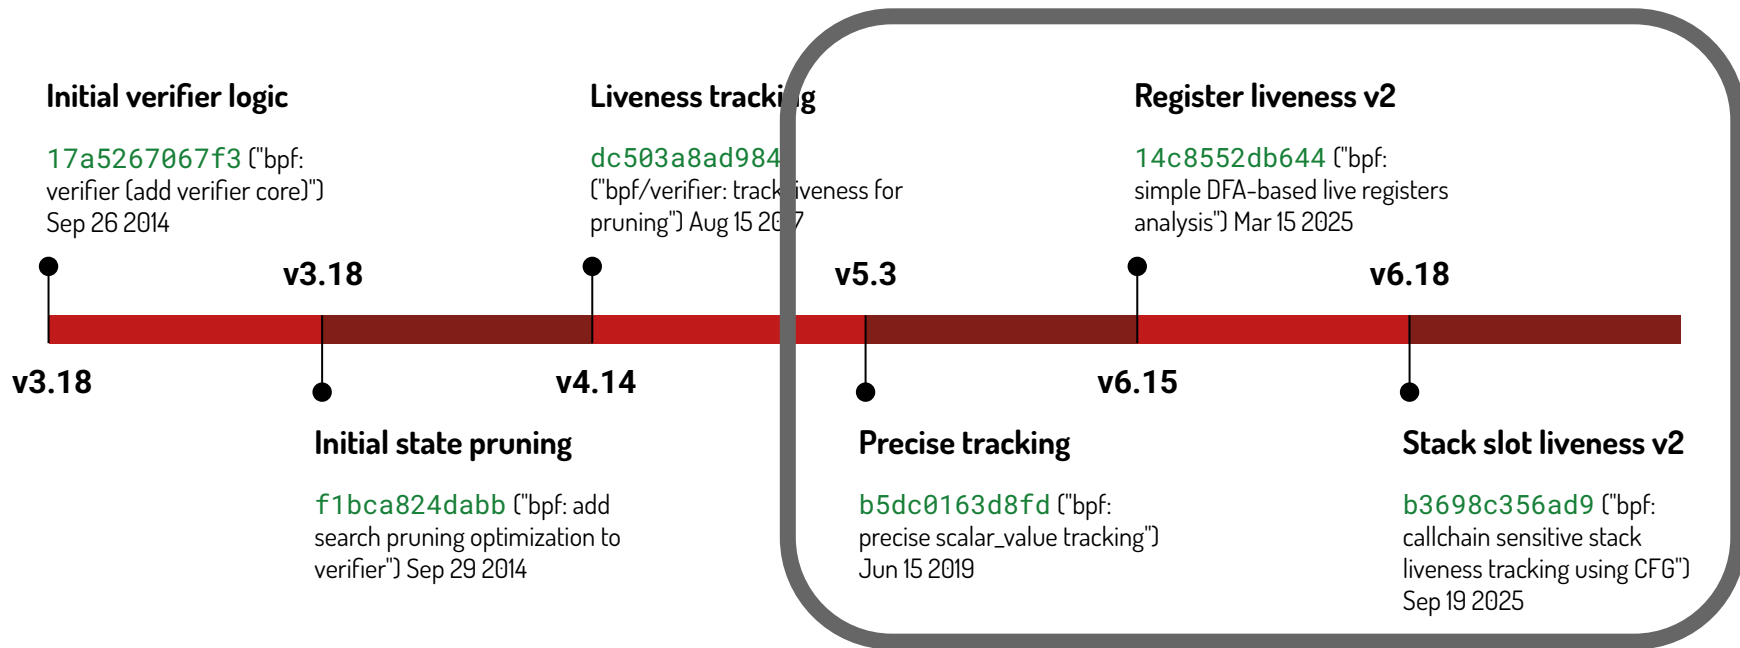 Initial verifier logic
17a5267067f3 ("bpf:
verifier (add verifier core)")
Sep 26 2014
Liveness tracking
dc503a8ad984
("bpf/verifier: track liveness for
pruning") Aug 15 2017
Register liveness v2
14c8552db644 ("bpf:
simple DFA-based live registers
analysis") Mar 15 2025
v3.18
v5.3
v6.18
v3.18
v4.14
v6.15
Initial state pruning
f1bca824dabb ("bpf: add
search pruning optimization to
verifier") Sep 29 2014
Precise tracking
b5dc0163d8fd ("bpf:
precise scalar_value tracking")
Jun 15 2019
Stack slot liveness v2
b3698c356ad9 ("bpf:
callchain sensitive stack
liveness tracking using CFG")
Sep 19 2025